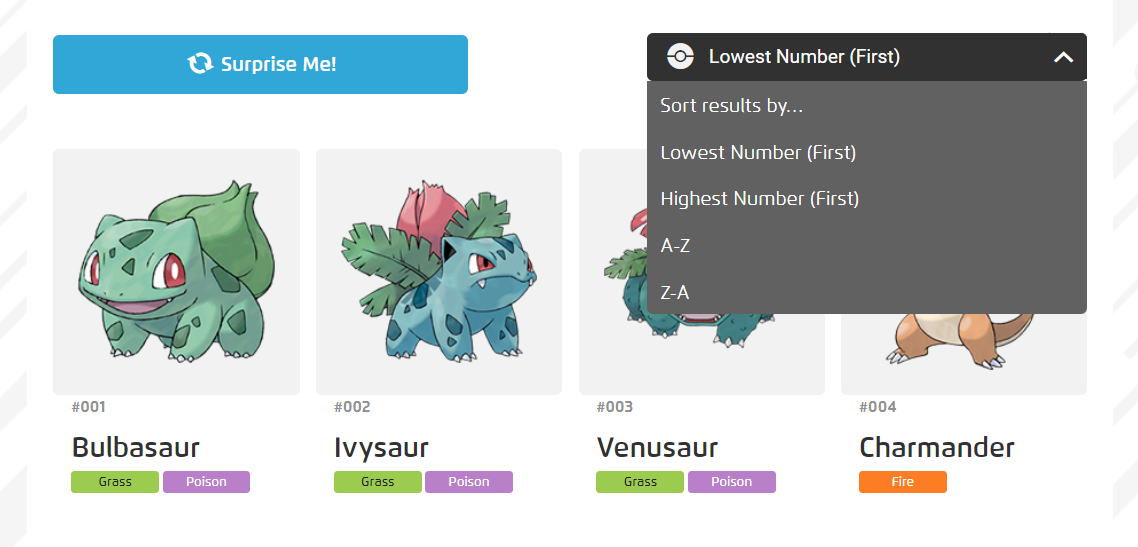 Surprise Me!
Lowest Number (First)
Sort results by...
Lowest Number (First)
Highest Number (First)
A-Z
Z-A
#001
Bulbasaur
Grass
Poison
#002
Ivysaur
Grass
Poison
#003
Venusaur
Grass
Poison
#004
Charmander
Fire